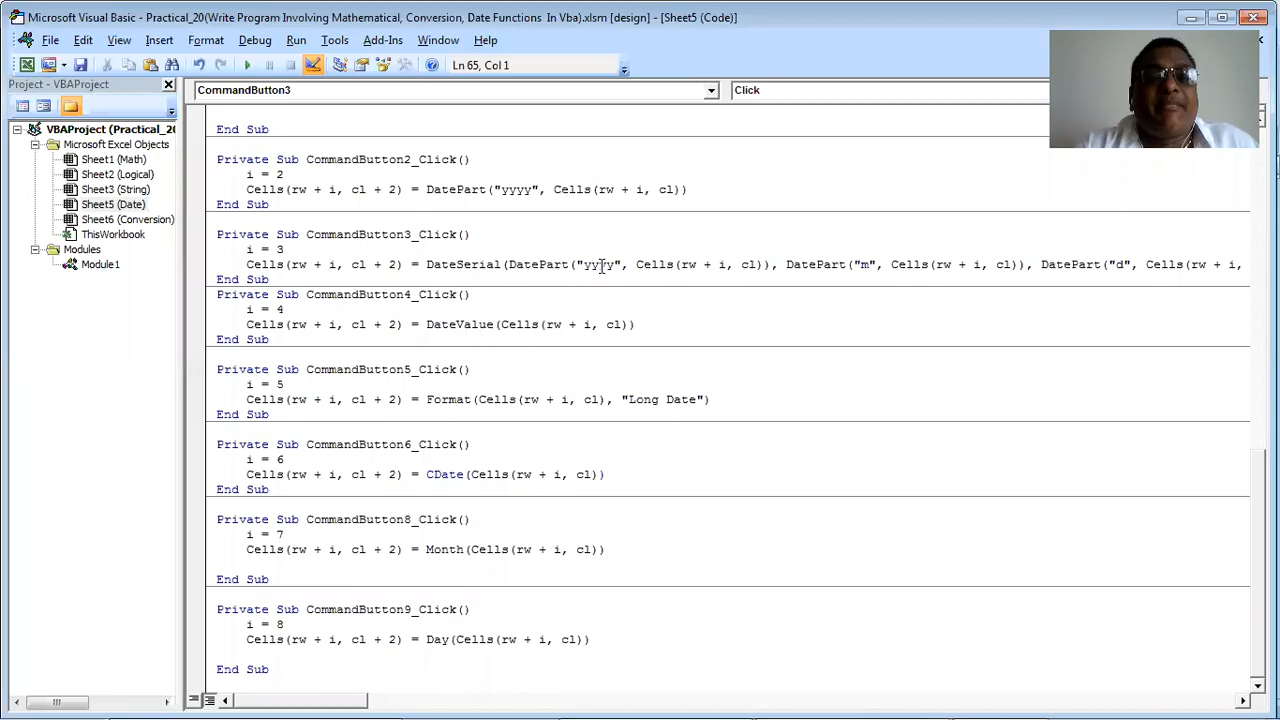 Microsoft Visual Basic - Practical_20(Write Program Involving Mathematical, Conversion, Date Functions In Vba).xlsm [design] - [Sheet5 (Code)]
File Edit View Insert Format Debug Run Tools Add-Ins Window Help
Ln 65, Col 1
Project - VBAProject
CommandButton3
Click
VBAProject (Practical_20
Microsoft Excel Objects
Sheet1 (Math)
Sheet2 (Logical)
Sheet3 (String)
Sheet5 (Date)
Sheet6 (Conversion)
ThisWorkbook
Modules
Module1
End Sub
Private Sub CommandButton2_Click()
i = 2
Cells(rw + i, cl + 2) = DatePart("yyyy", Cells(rw + i, cl))
End Sub
Private Sub CommandButton3_Click()
i = 3
Cells(rw + i, cl + 2) = DateSerial(DatePart("yyyy", Cells(rw + i, cl)), DatePart("m", Cells(rw + i, cl)), DatePart("d", Cells(rw + i,
End Sub
Private Sub CommandButton4_Click()
i = 4
Cells(rw + i, cl + 2) = DateValue(Cells(rw + i, cl))
End Sub
Private Sub CommandButton5_Click()
i = 5
Cells(rw + i, cl + 2) = Format(Cells(rw + i, cl), "Long Date")
End Sub
Private Sub CommandButton6_Click()
i = 6
Cells(rw + i, cl + 2) = CDate(Cells(rw + i, cl))
End Sub
Private Sub CommandButton8_Click()
i = 7
Cells(rw + i, cl + 2) = Month(Cells(rw + i, cl))
End Sub
Private Sub CommandButton9_Click()
i = 8
Cells(rw + i, cl + 2) = Day(Cells(rw + i, cl))
End Sub